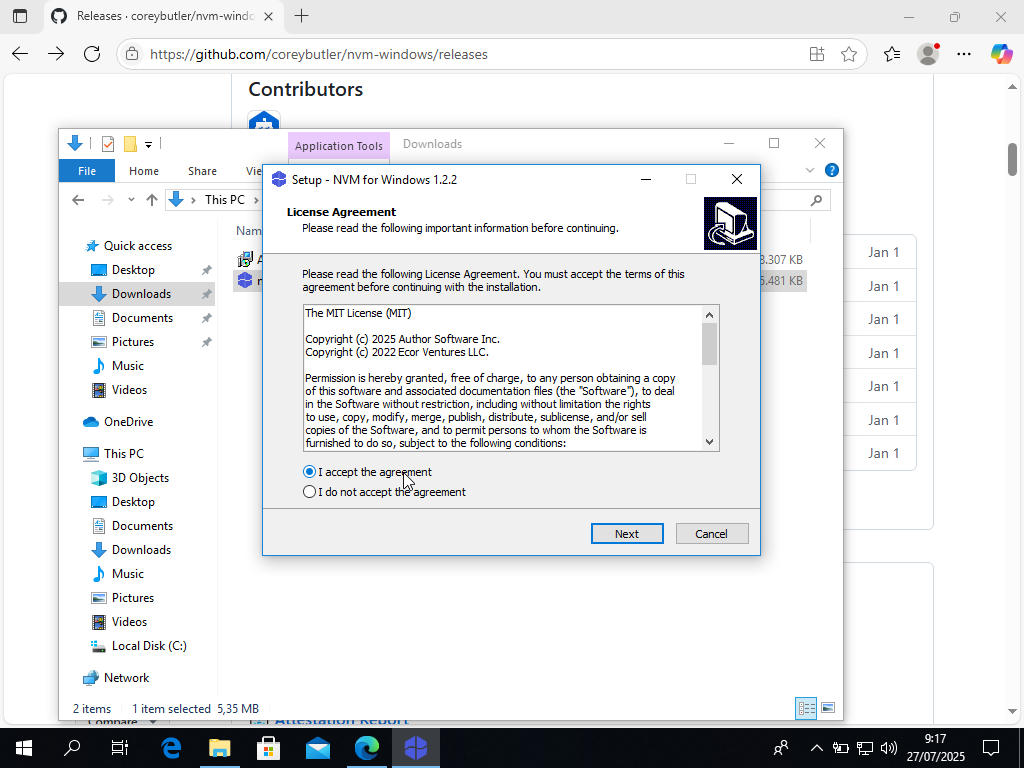 Releases · coreybutler/nvm-windo
https://github.com/coreybutler/nvm-windows/releases
Contributors
Application Tools
Downloads
File
Home
Share
This PC
Quick access
Desktop
Downloads
Documents
Pictures
Music
Videos
OneDrive
This PC
3D Objects
Desktop
Documents
Downloads
Music
Pictures
Videos
Local Disk (C:)
Network
2 items
1 item selected 5,35 MB
Setup - NVM for Windows 1.2.2
License Agreement
Please read the following important information before continuing.
Please read the following License Agreement. You must accept the terms of this
agreement before continuing with the installation.
The MIT License (MIT)
Copyright (c) 2025 Author Software Inc.
Copyright (c) 2022 Ecor Ventures LLC.
Permission is hereby granted, free of charge, to any person obtaining a copy
of this software and associated documentation files (the "Software"), to deal
in the Software without restriction, including without limitation the rights
to use, copy, modify, merge, publish, distribute, sublicense, and/or sell
copies of the Software, and to permit persons to whom the Software is
furnished to do so, subject to the following conditions:
I accept the agreement
I do not accept the agreement
Next
Cancel
.307 KB
.481 KB
Jan 1
Jan 1
Jan 1
Jan 1
Jan 1
Jan 1
Jan 1
Compare
Attestation Report
9:17
27/07/2025